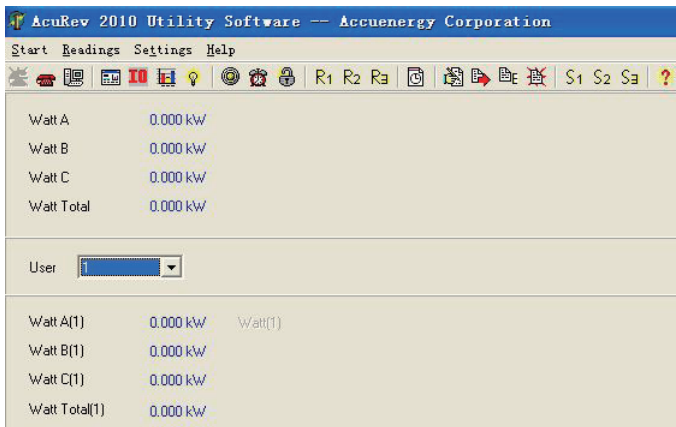 AcuRev 2010 Utility Software -- Accuenergy Corporation
Start Readings Settings Help
IO R1 R2 R3 E S1 S2 S3 ?
Watt A 0.000 kW
Watt B 0.000 kW
Watt C 0.000 kW
Watt Total 0.000 kW
User 1
Watt A(1) 0.000 kW Watt(1)
Watt B(1) 0.000 kW
Watt C(1) 0.000 kW
Watt Total(1) 0.000 kW